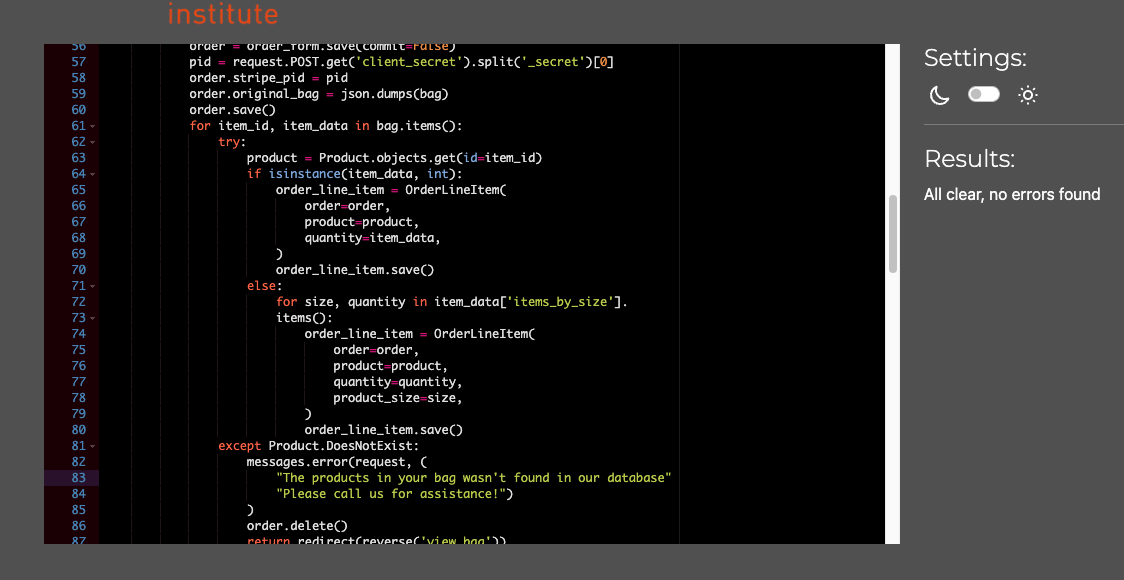 institute
56 order = order_form.save(commit=False)
57 pid = request.POST.get('client_secret').split('_secret')[0]
58 order.stripe_pid = pid
59 order.original_bag = json.dumps(bag)
60 order.save()
61 for item_id, item_data in bag.items():
62 try:
63 product = Product.objects.get(id=item_id)
64 if isinstance(item_data, int):
65 order_line_item = OrderLineItem(
66 order=order,
67 product=product,
68 quantity=item_data,
69 )
70 order_line_item.save()
71 else:
72 for size, quantity in item_data['items_by_size'].
73 items():
74 order_line_item = OrderLineItem(
75 order=order,
76 product=product,
77 quantity=quantity,
78 product_size=size,
79 )
80 order_line_item.save()
81 except Product.DoesNotExist:
82 messages.error(request, (
83 "The products in your bag wasn't found in our database"
84 "Please call us for assistance!")
85 )
86 order.delete()
87 return redirect(reverse('view_bag'))
Settings:
Results:
All clear, no errors found